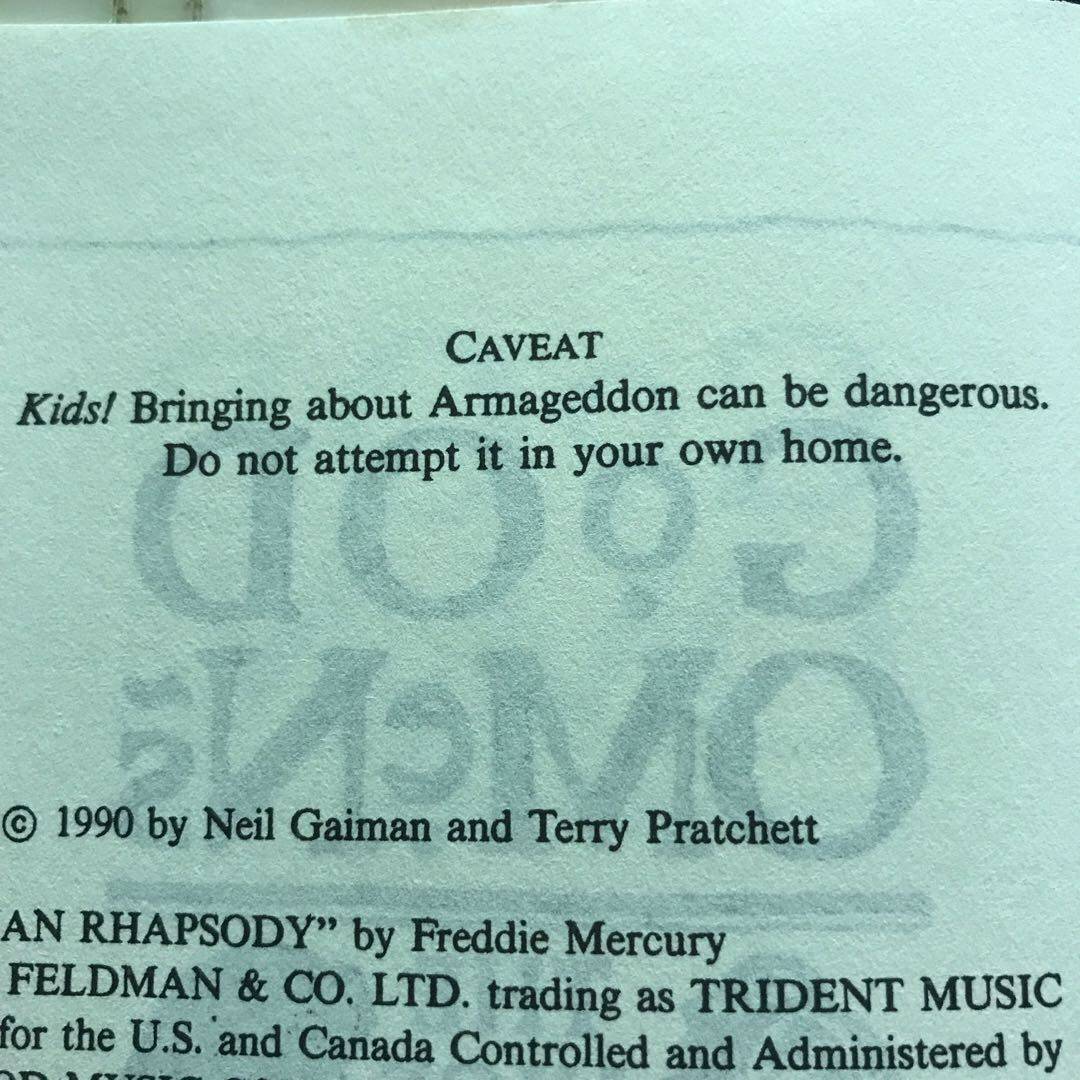 CAVEAT
Kids! Bringing about Armageddon can be dangerous.
Do not attempt it in your own home.
GOOD
OMENS
© 1990 by Neil Gaiman and Terry Pratchett
AN RHAPSODY” by Freddie Mercury
FELDMAN & CO. LTD. trading as TRIDENT MUSIC
for the U.S. and Canada Controlled and Administered by